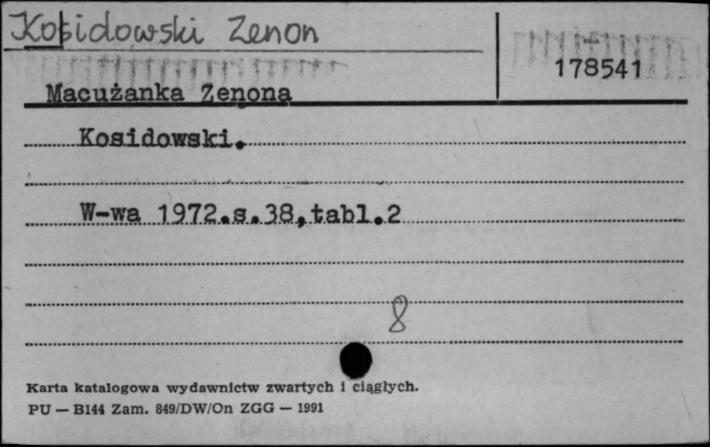 Kosidowski Zenon
178541
Macużanka Zenona
Kosidowski.
W-wa 1972.s.38,tabl.2
8
Karta katalogowa wydawnictw zwartych i ciągłych.
PU — B144 Zam. 849/DW/On ZGG — 1991